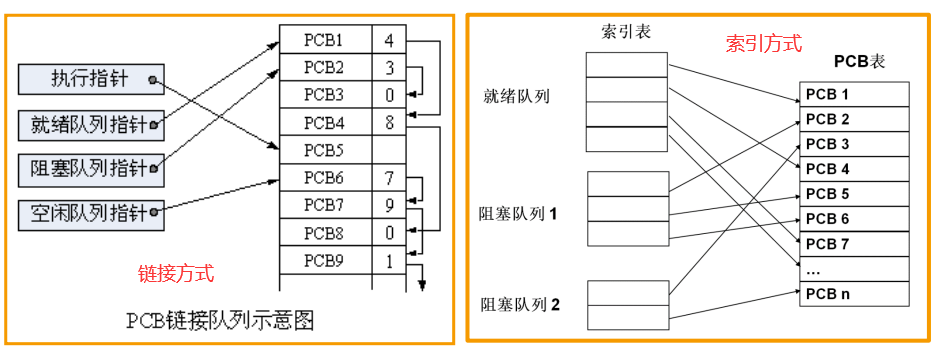 执行指针
就绪队列指针
阻塞队列指针
空闲队列指针
PCB1 4
PCB2 3
PCB3 0
PCB4 8
PCB5
PCB6 7
PCB7 9
PCB8 0
PCB9 1
链接方式
PCB链接队列示意图
索引表
索引方式
PCB表
就绪队列
阻塞队列 1
阻塞队列 2
PCB 1
PCB 2
PCB 3
PCB 4
PCB 5
PCB 6
PCB 7
...
PCB n